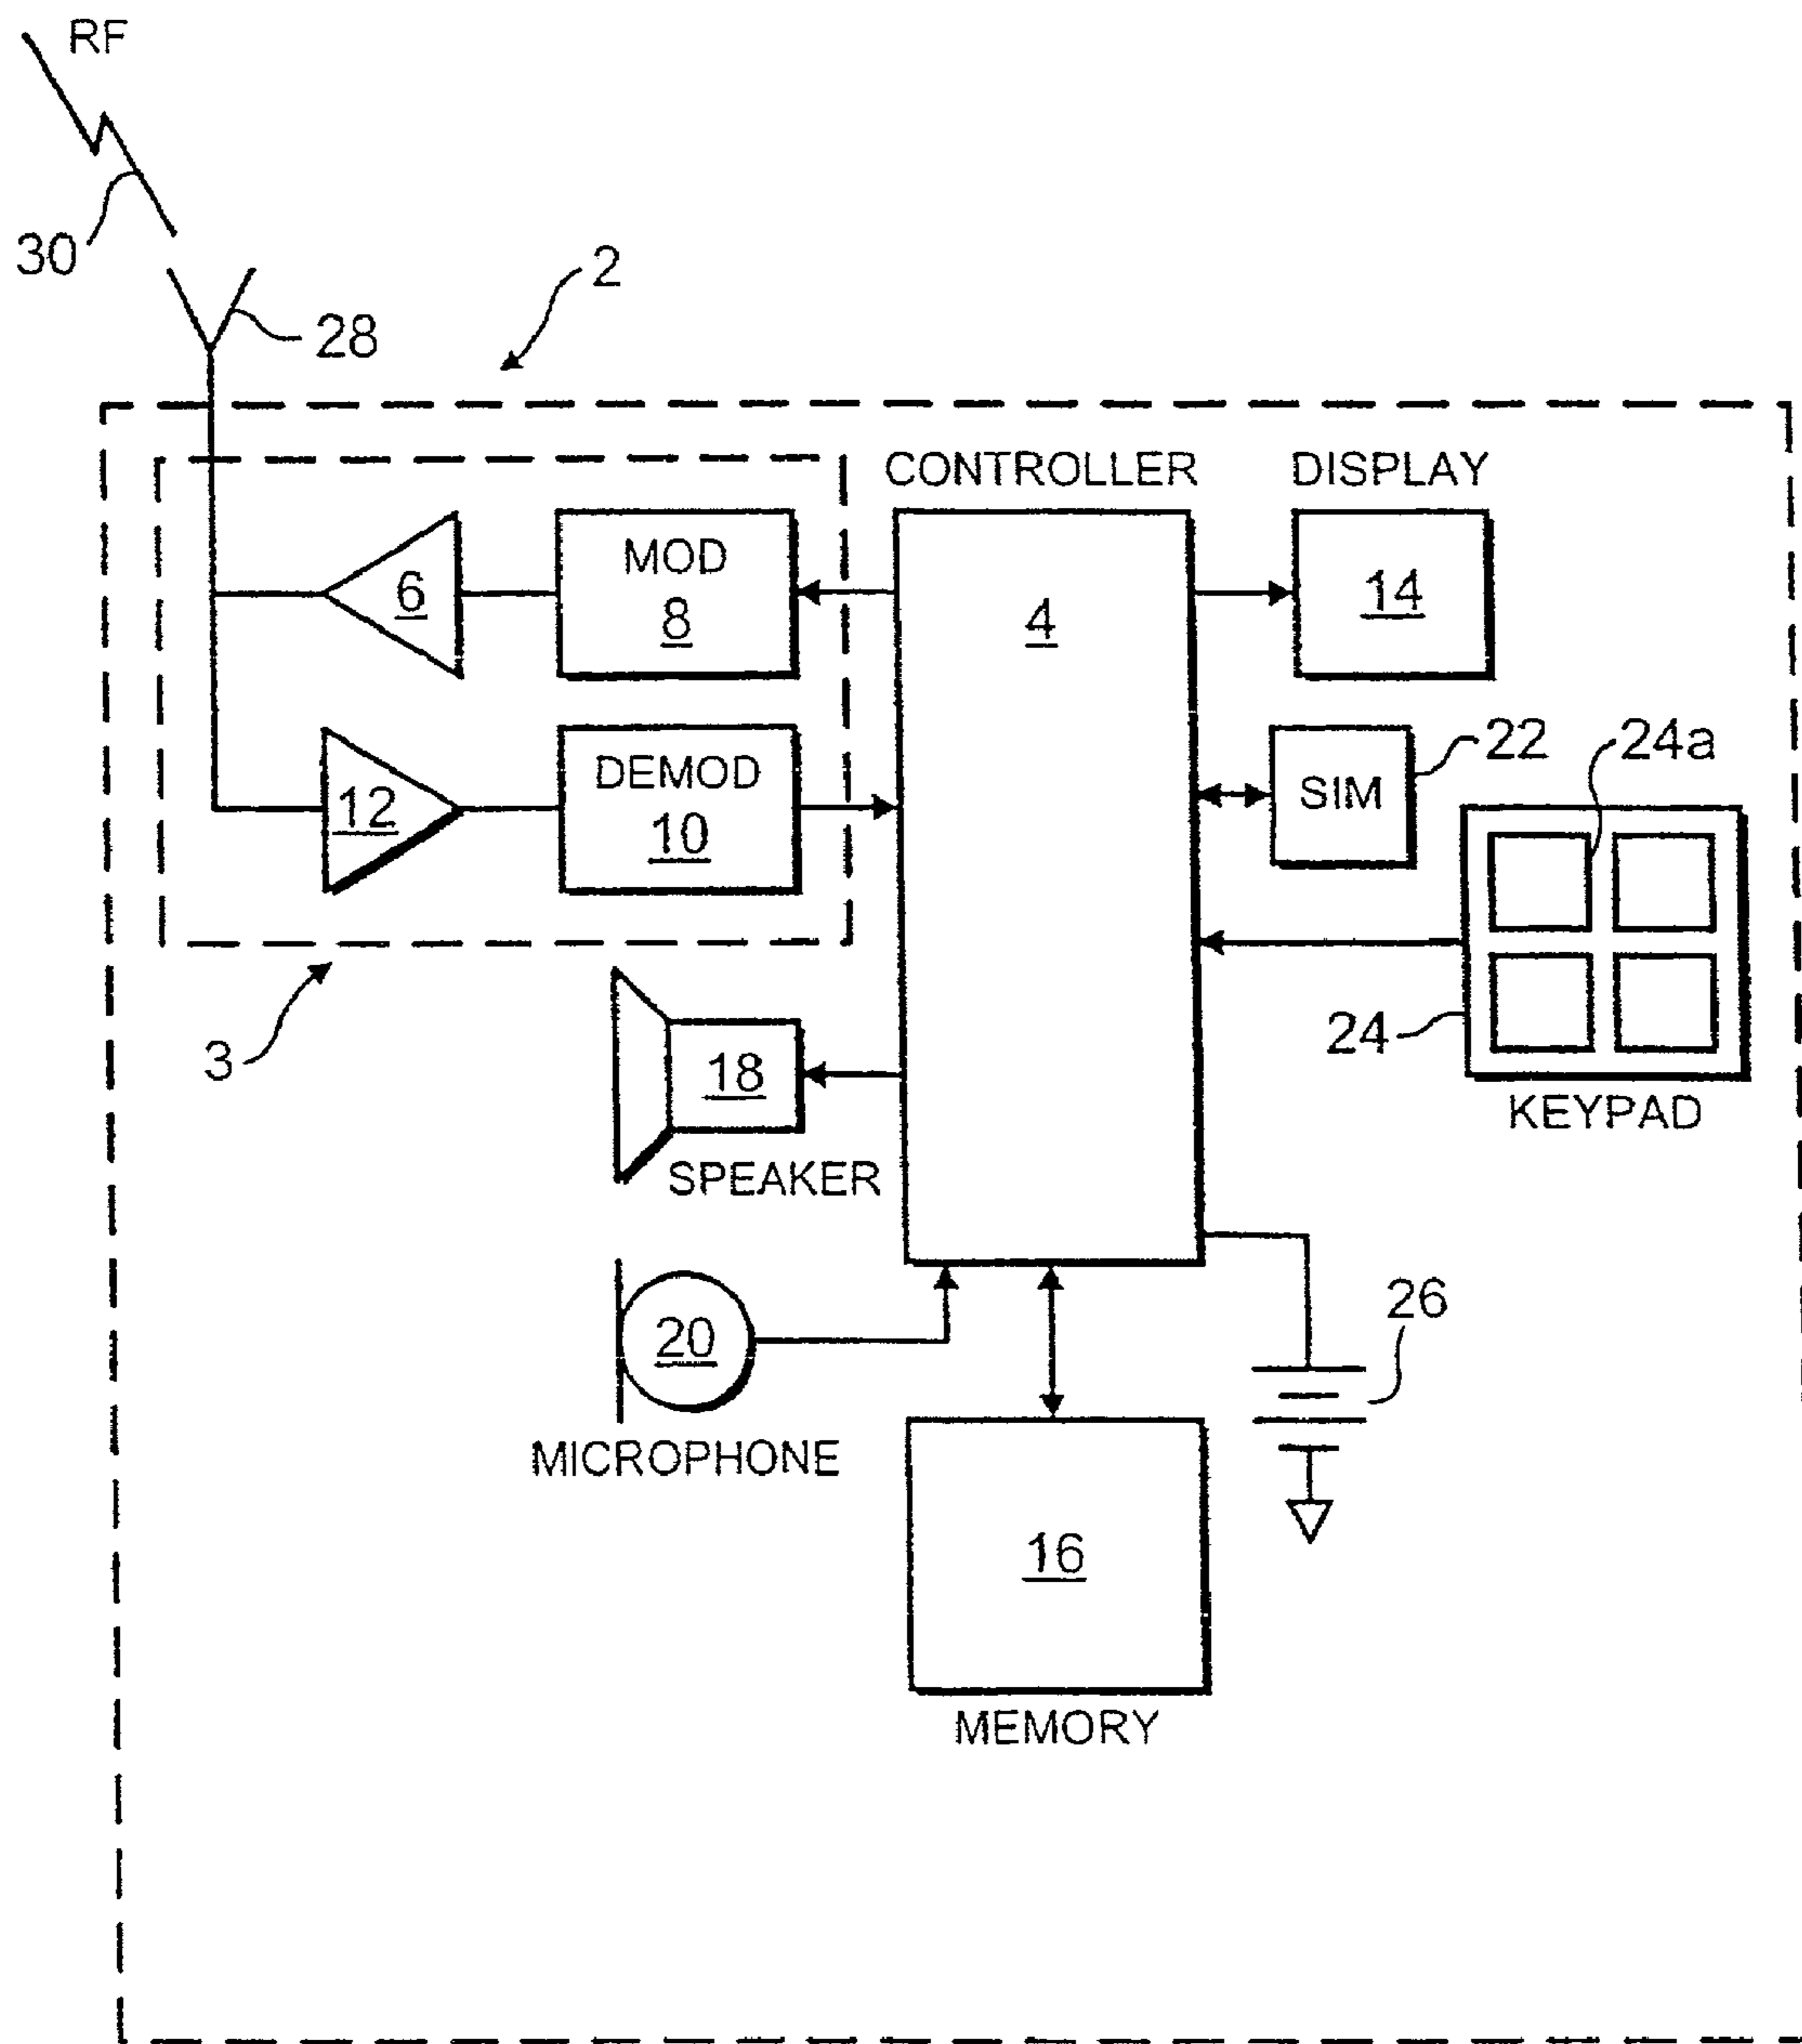 RF
30
28
2
CONTROLLER
DISPLAY
MOD
6
8
4
14
22
24a
SIM
DEMOD
12
10
24
3
18
KEYPAD
SPEAKER
26
20
MICROPHONE
16
MEMORY